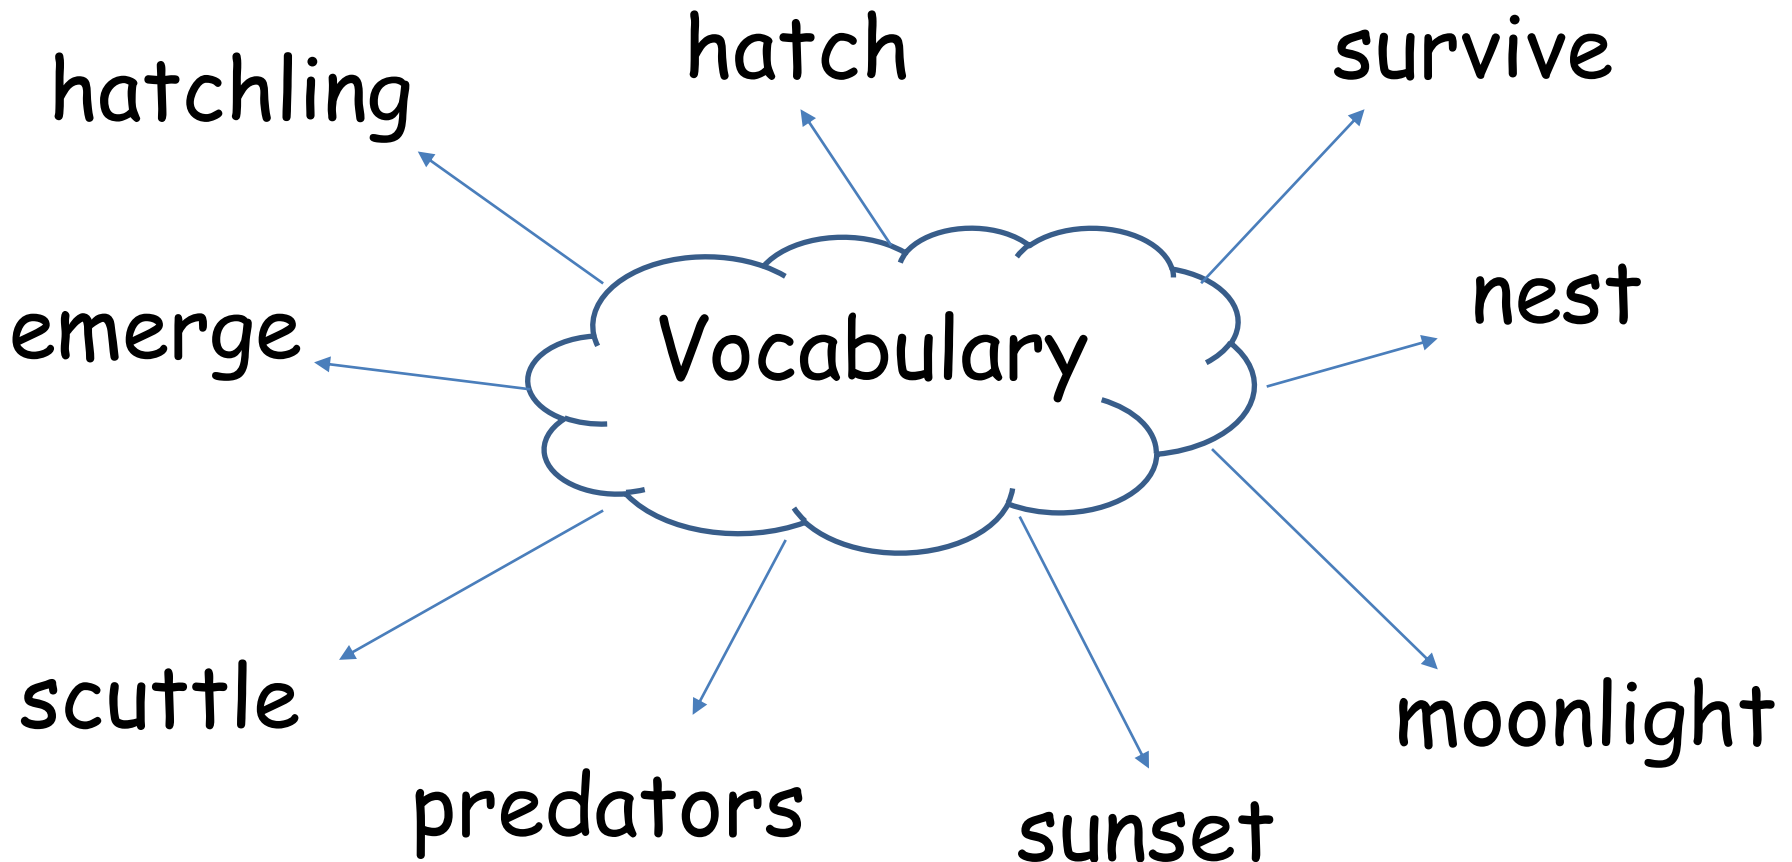 hatch
survive
hatchling
nest
emerge
Vocabulary
scuttle
moonlight
predators
sunset